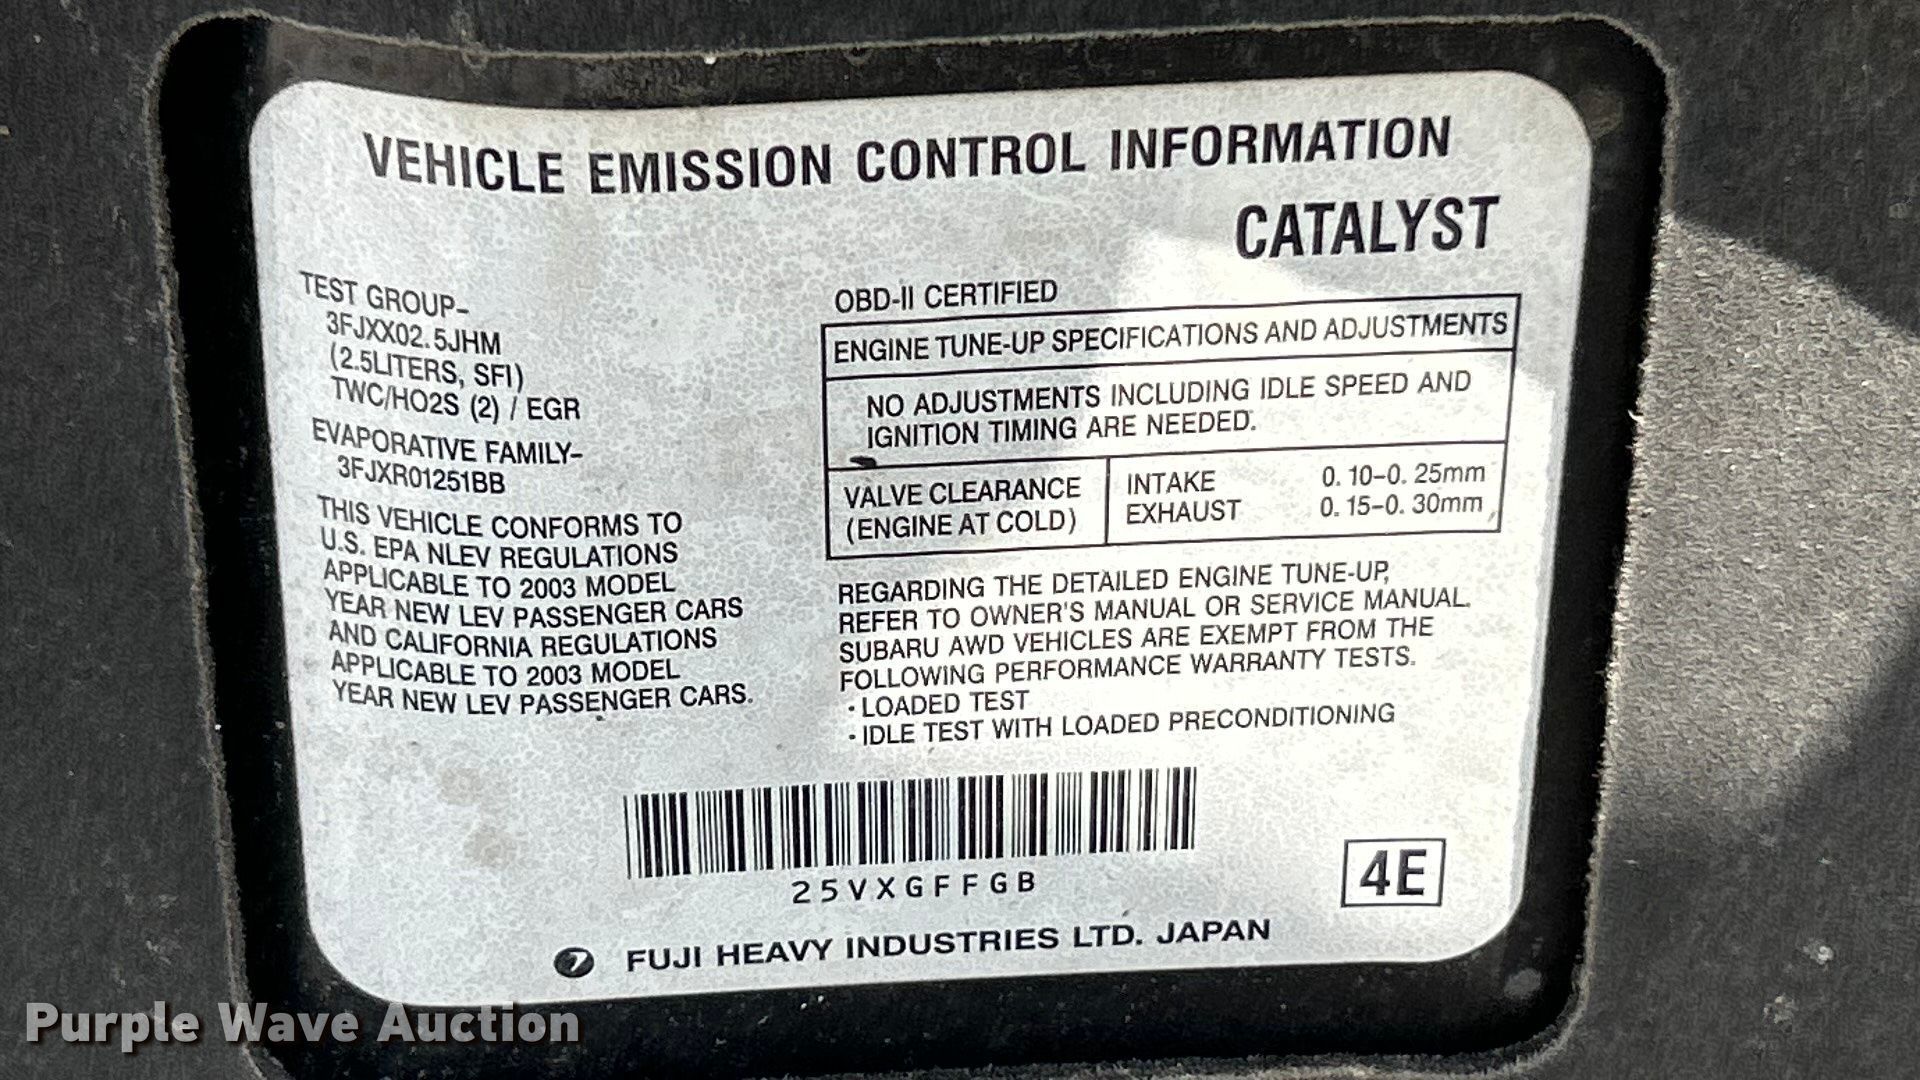 VEHICLE EMISSION CONTROL INFORMATION
CATALYST
TEST GROUP-
3FJXX02.5JHM
(2.5LITERS, SFI)
TWC/HO2S (2) / EGR
EVAPORATIVE FAMILY-
3FJXR01251BB
THIS VEHICLE CONFORMS TO
U.S. EPA NLEV REGULATIONS
APPLICABLE TO 2003 MODEL
YEAR NEW LEV PASSENGER CARS
AND CALIFORNIA REGULATIONS
APPLICABLE TO 2003 MODEL
YEAR NEW LEV PASSENGER CARS.
OBD-II CERTIFIED
ENGINE TUNE-UP SPECIFICATIONS AND ADJUSTMENTS
NO ADJUSTMENTS INCLUDING IDLE SPEED AND
IGNITION TIMING ARE NEEDED.
VALVE CLEARANCE
(ENGINE AT COLD)
INTAKE 0.10-0.25mm
EXHAUST 0.15-0.30mm
REGARDING THE DETAILED ENGINE TUNE-UP,
REFER TO OWNER'S MANUAL OR SERVICE MANUAL.
SUBARU AWD VEHICLES ARE EXEMPT FROM THE
FOLLOWING PERFORMANCE WARRANTY TESTS.
· LOADED TEST
· IDLE TEST WITH LOADED PRECONDITIONING
25VXGFFGB
4E
FUJI HEAVY INDUSTRIES LTD. JAPAN
Purple Wave Auction